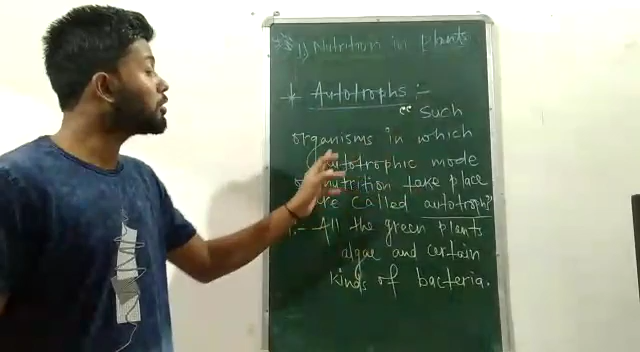 1) Nutrition in plants
* Autotrophs :-
"Such
organisms in which
autotrophic mode
of nutrition take place
are called autotroph"
:- All the green plants
algae and certain
kinds of bacteria.